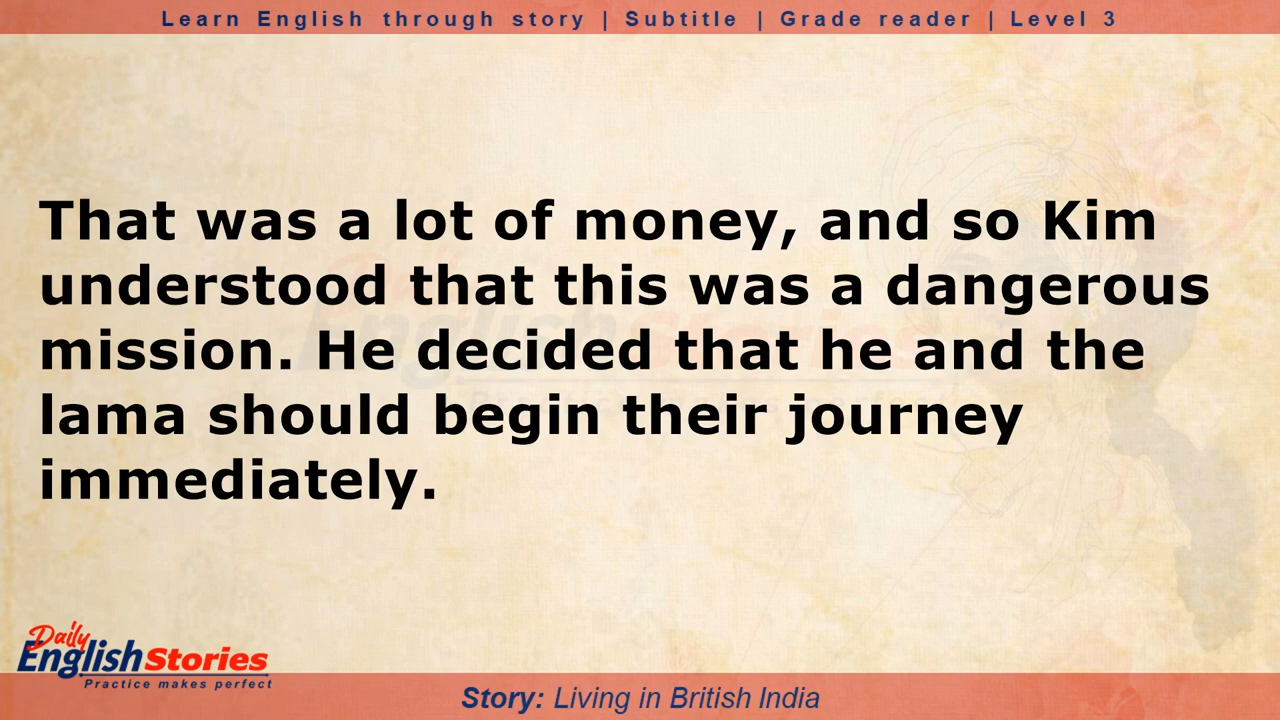 Learn English through story | Subtitle | Grade reader | Level 3
That was a lot of money, and so Kim
understood that this was a dangerous
mission. He decided that he and the
lama should begin their journey
immediately.
Daily
English Stories
Practice makes perfect
Story: Living in British India